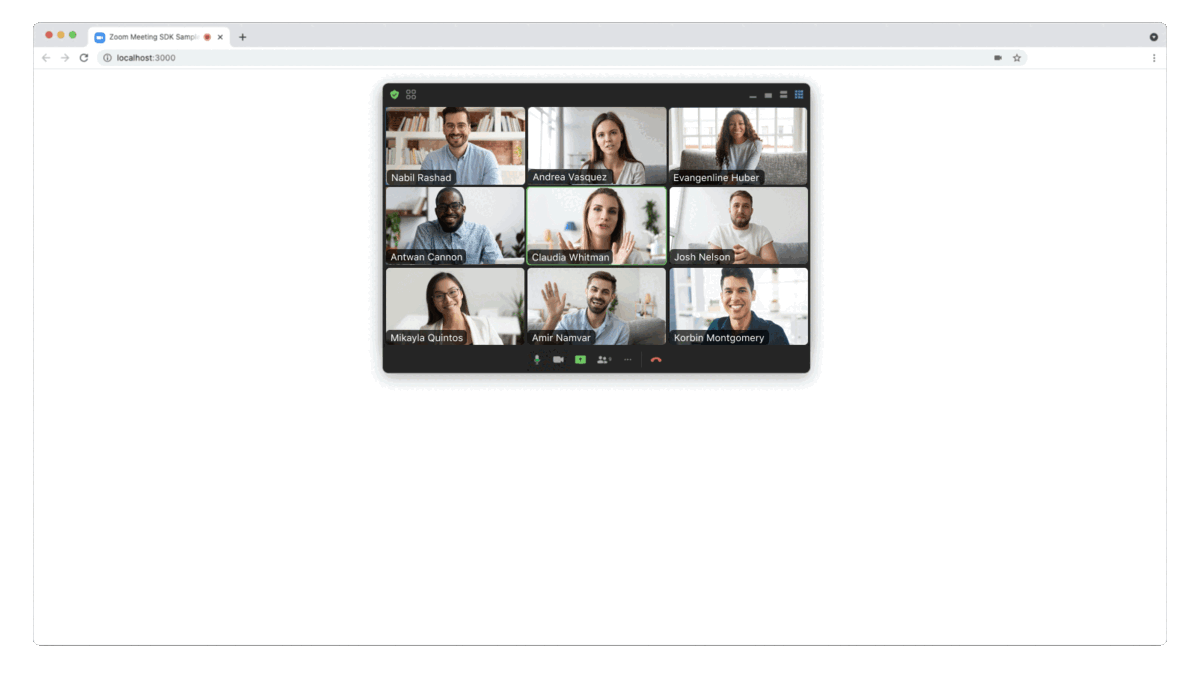 Zoom Meeting SDK Sampl
localhost:3000
Nabil Rashad
Andrea Vasquez
Evangenline Huber
Antwan Cannon
Claudia Whitman
Josh Nelson
Mikayla Quintos
Amir Namvar
Korbin Montgomery